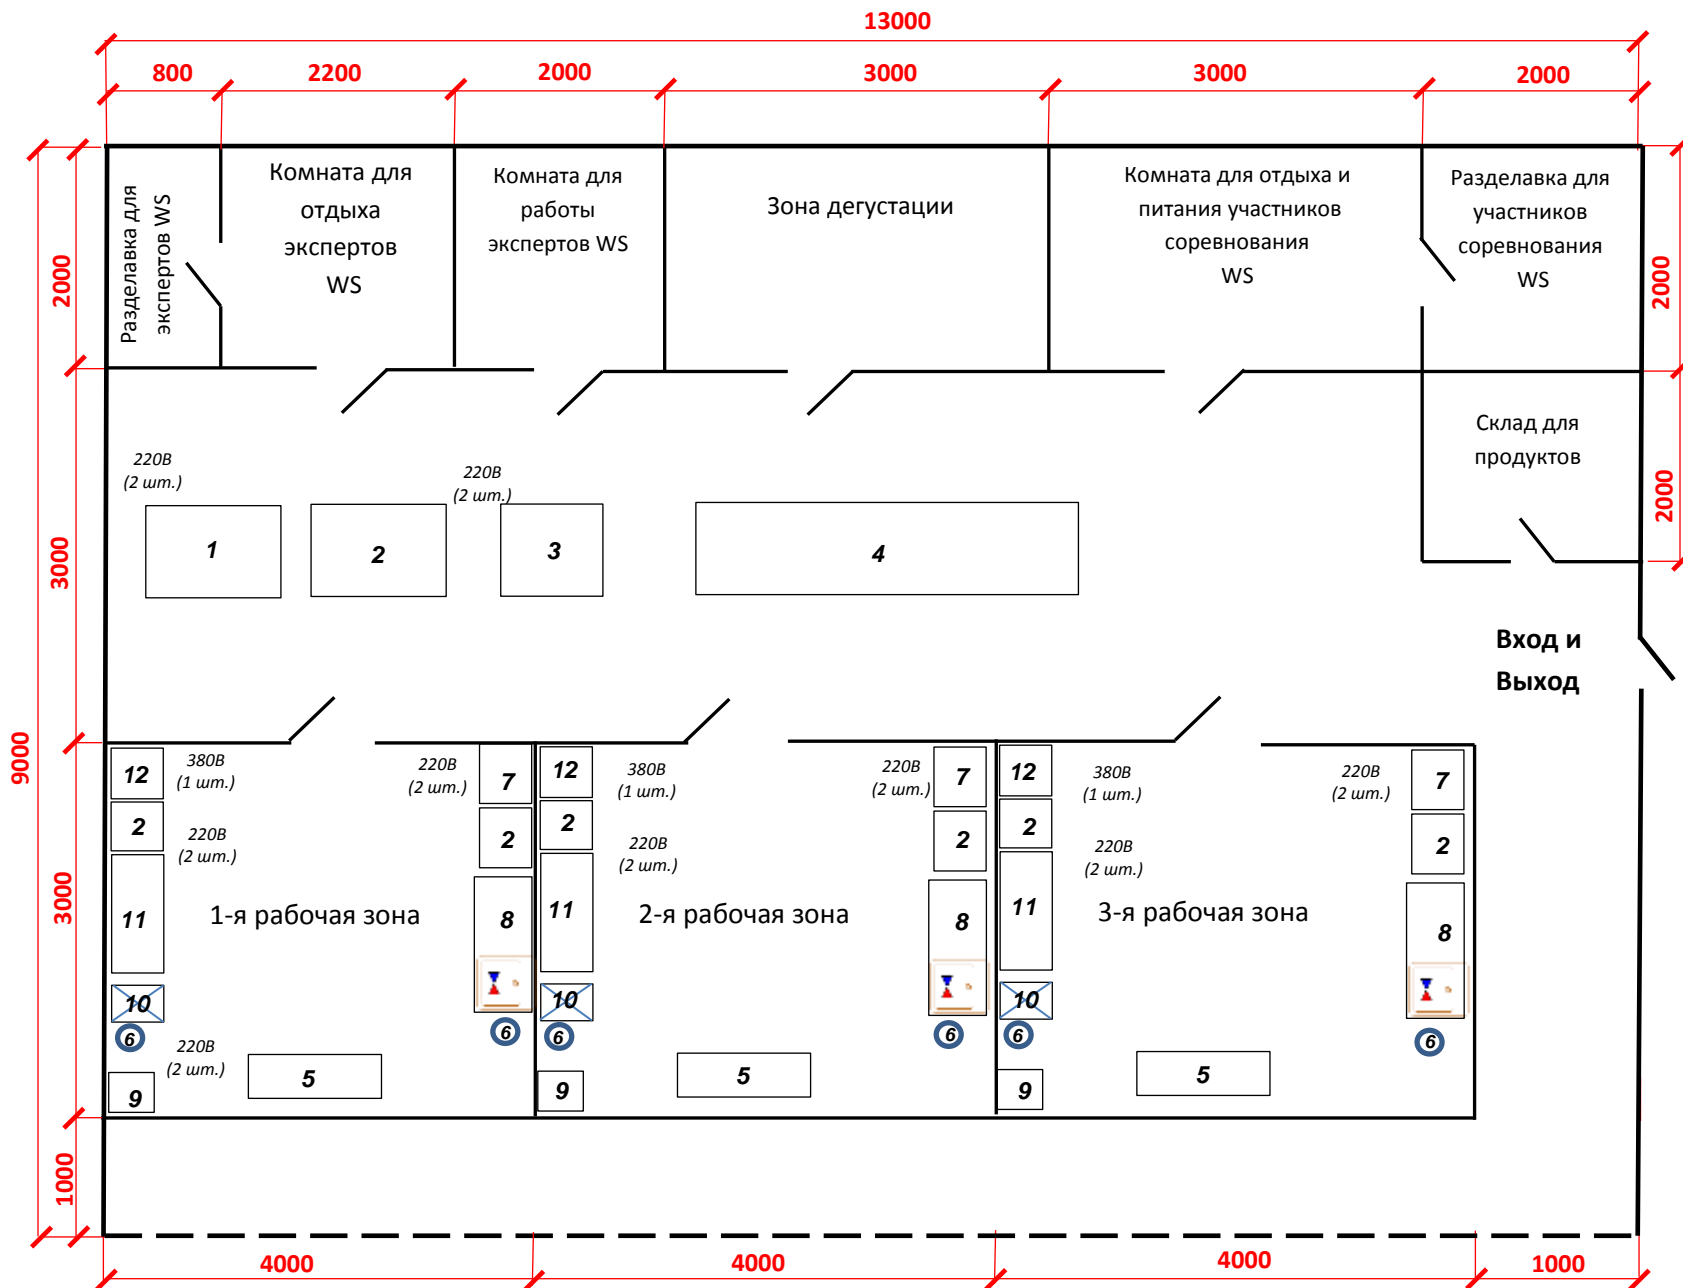 13000
800
2200
2000
3000
3000
2000
Разделавка для
экспертов WS
Комната для
отдыха
экспертов
WS
Комната для
работы
экспертов WS
Зона дегустации
Комната для отдыха и
питания участников
соревнования
WS
Разделавка для
участников
соревнования
WS
2000
2000
220В
(2 шт.)
220В
(2 шт.)
Склад для
продуктов
2000
3000
1
2
3
4
Вход и
Выход
9000
12
380В
(1 шт.)
220В
(2 шт.)
7
2
220В
(2 шт.)
2
11
1-я рабочая зона
8
10
6
6
220В
(2 шт.)
9
5
12
380В
(1 шт.)
220В
(2 шт.)
7
2
220В
(2 шт.)
2
11
2-я рабочая зона
8
10
6
6
9
5
12
380В
(1 шт.)
220В
(2 шт.)
7
2
220В
(2 шт.)
2
11
3-я рабочая зона
8
10
6
6
9
5
3000
1000
4000
4000
4000
1000